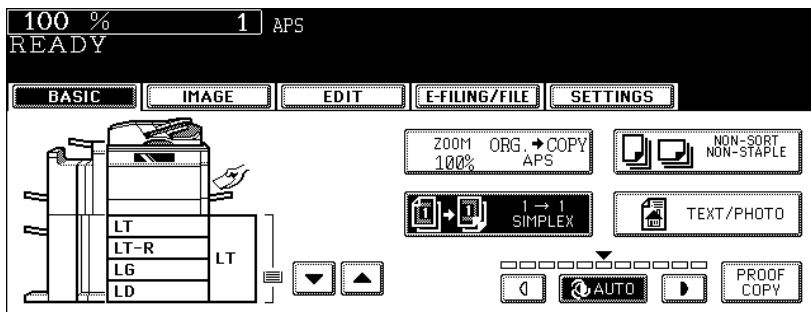 100 % 1 APS
READY
BASIC IMAGE EDIT E-FILING/FILE SETTINGS
ZOOM ORG. → COPY
100% APS
NON-SORT
NON-STAPLE
1 → 1
SIMPLEX
TEXT/PHOTO
LT
LT-R
LG
LD
LT
AUTO
PROOF
COPY